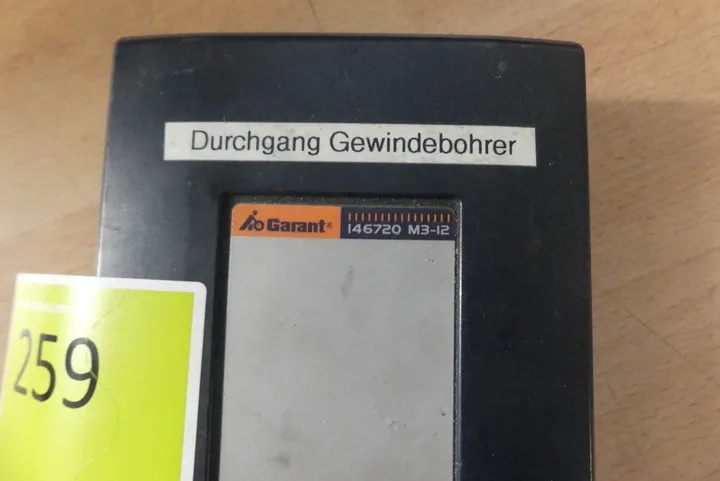 Durchgang Gewindebohrer
Garant® 146720 M3-12
259